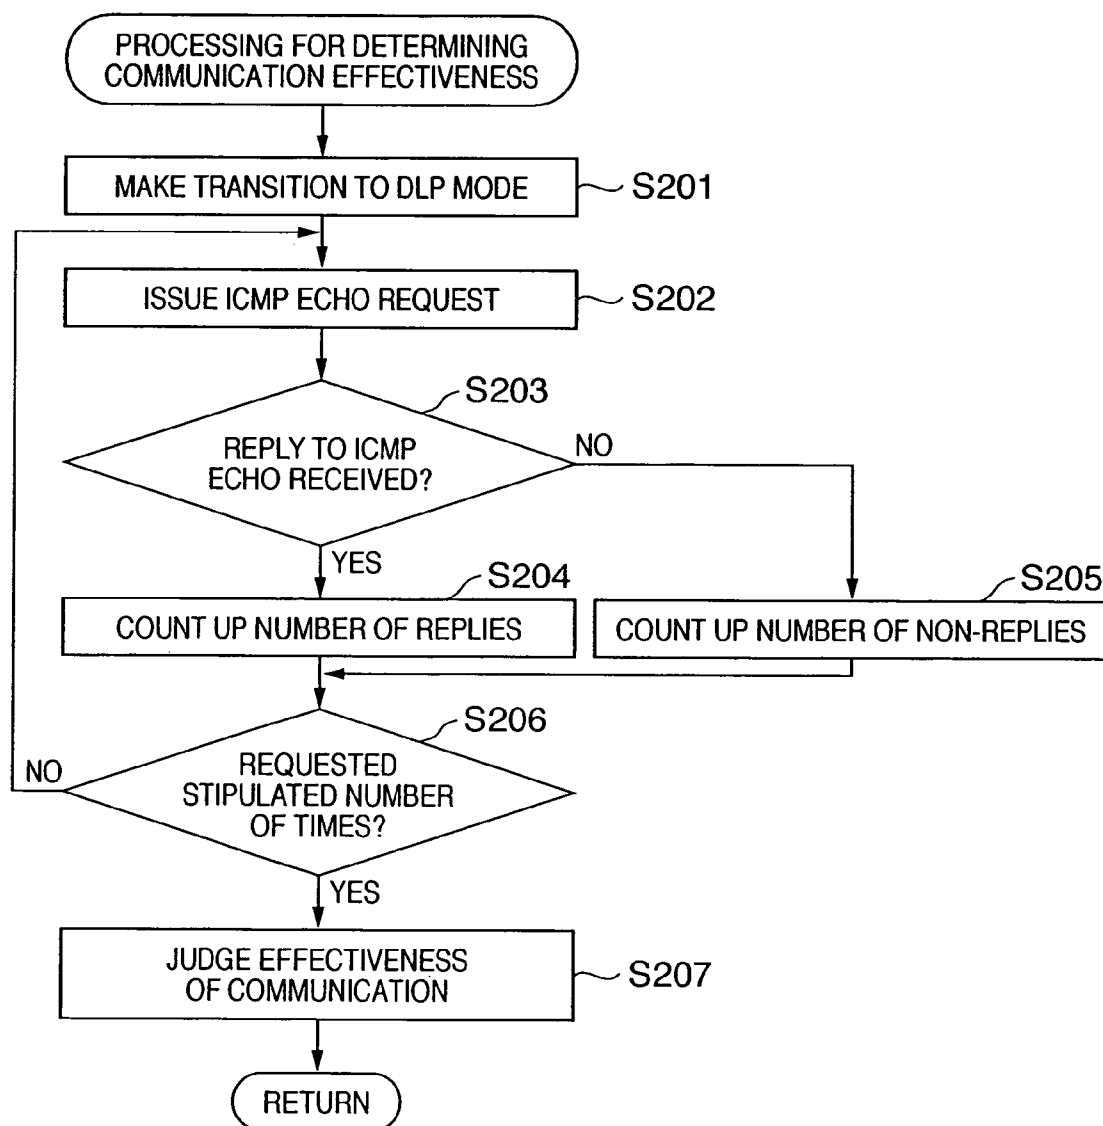 PROCESSING FOR DETERMINING
COMMUNICATION EFFECTIVENESS
MAKE TRANSITION TO DLP MODE
S201
ISSUE ICMP ECHO REQUEST
S202
S203
REPLY TO ICMP
ECHO RECEIVED?
NO
YES
S204
S205
COUNT UP NUMBER OF REPLIES
COUNT UP NUMBER OF NON-REPLIES
S206
REQUESTED
STIPULATED NUMBER
OF TIMES?
NO
YES
JUDGE EFFECTIVENESS
OF COMMUNICATION
S207
RETURN